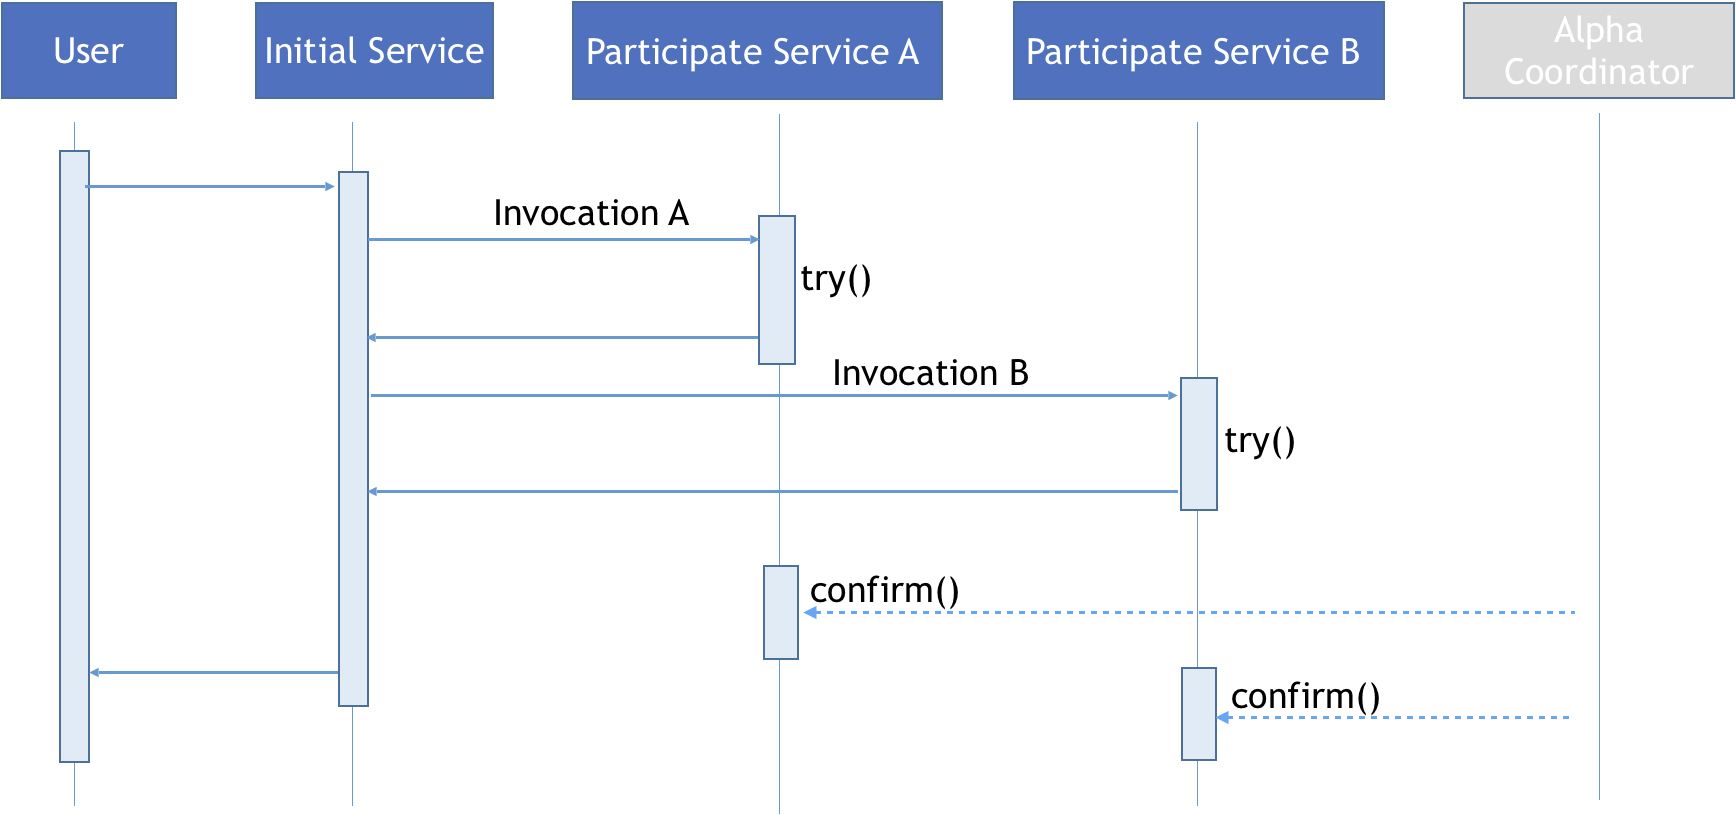 User
Initial Service
Participate Service A
Participate Service B
Alpha
Coordinator
Invocation A
try()
Invocation B
try()
confirm()
confirm()